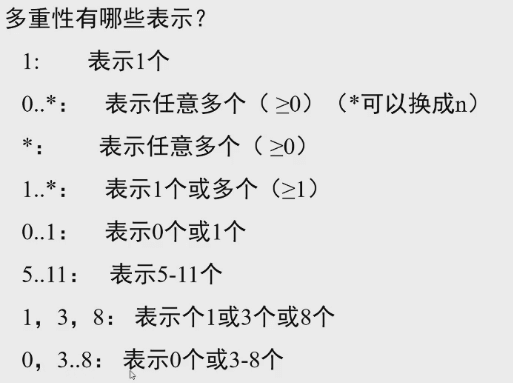 多重性有哪些表示？
1: 表示1个
0..*： 表示任意多个（ ≥0）（*可以换成n）
*： 表示任意多个（ ≥0）
1..*： 表示1个或多个（≥1）
0..1： 表示0个或1个
5..11： 表示5-11个
1，3，8： 表示个1或3个或8个
0，3..8： 表示0个或3-8个